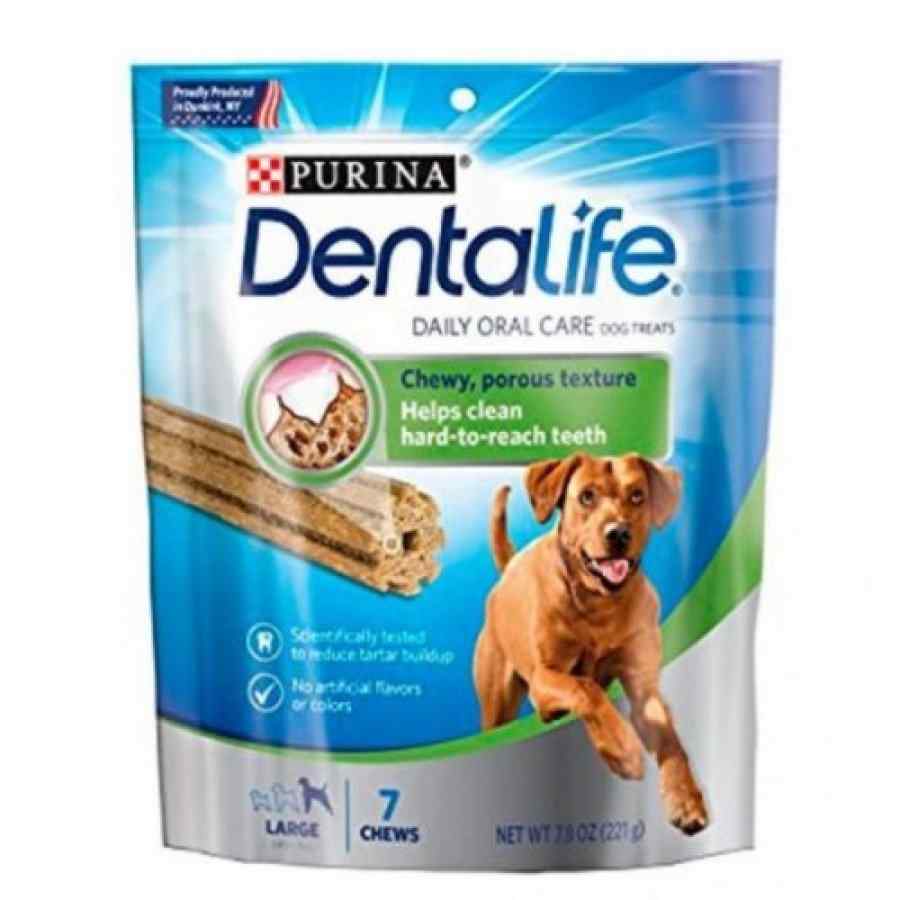 Proudly Produced
in Dunkirk, NY
PURINA®
DentaLife®
DAILY ORAL CARE DOG TREATS
Chewy, porous texture
Helps clean
hard-to-reach teeth
Scientifically tested
to reduce tartar buildup
No artificial flavors
or colors
LARGE
7
CHEWS
NET WT 7.8 OZ (221 g)